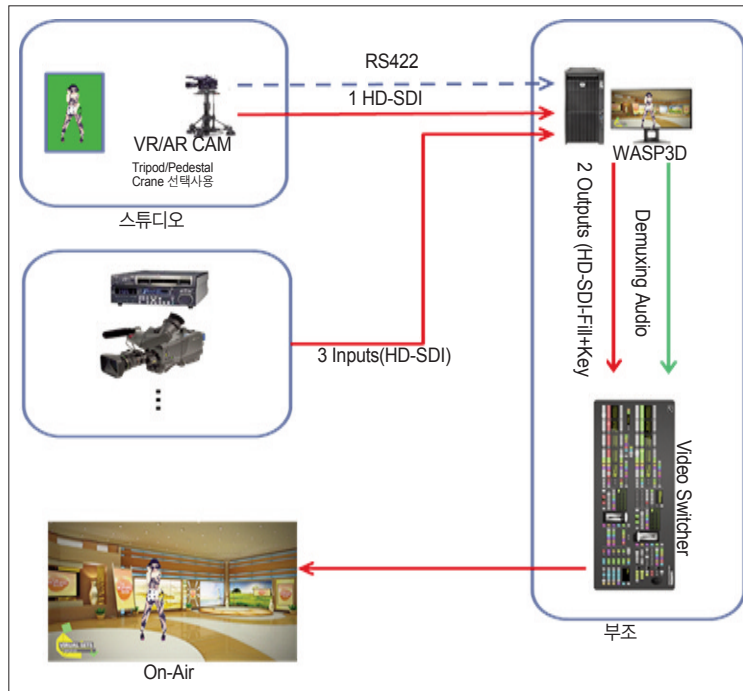 RS422
1 HD-SDI
VR/AR CAM
Tripod/Pedestal
Crane 선택사용
스튜디오
WASP3D
2 Outputs (HD-SDI-Fill+Key
Demuxing Audio
3 Inputs(HD-SDI)
Video Switcher
부조
On-Air